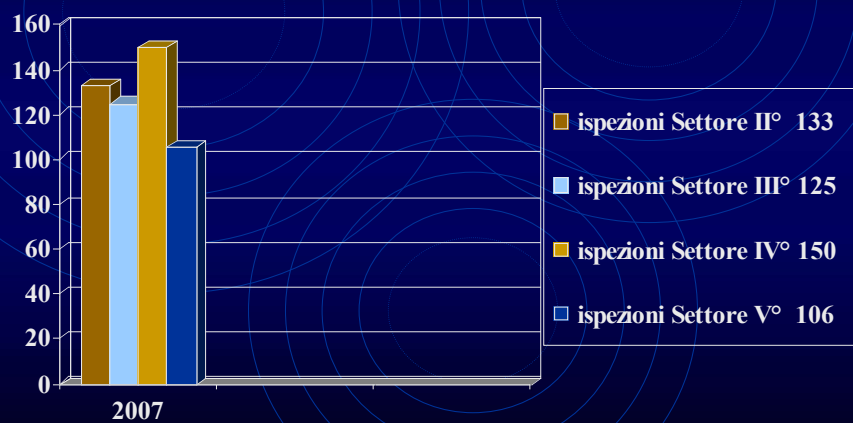 160
140
120
100
80
60
40
20
0
2007
ispezioni Settore II° 133
ispezioni Settore III° 125
ispezioni Settore IV° 150
ispezioni Settore V° 106